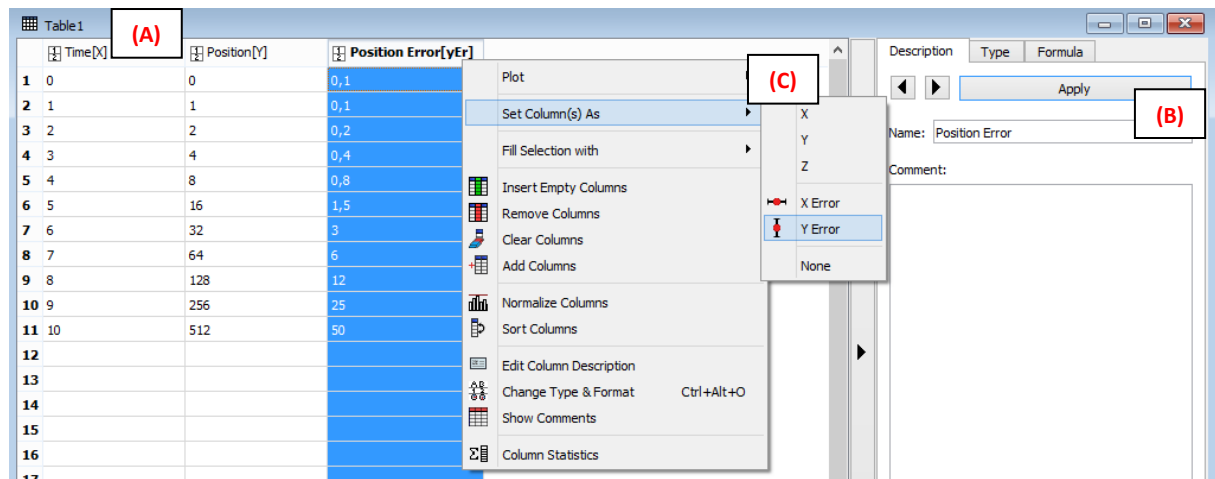 Table1
(A)
Time[X] Position[Y] Position Error[yEr]
1 0 0 0,1
2 1 1 0,1
3 2 2 0,2
4 3 4 0,4
5 4 8 0,8
6 5 16 1,5
7 6 32 3
8 7 64 6
9 8 128 12
10 9 256 25
11 10 512 50
12
13
14
15
16
17
Plot
Set Column(s) As
Fill Selection with
Insert Empty Columns
Remove Columns
Clear Columns
Add Columns
Normalize Columns
Sort Columns
Edit Column Description
Change Type & Format Ctrl+Alt+O
Show Comments
Column Statistics
(C)
X
Y
Z
X Error
Y Error
None
Description Type Formula
Apply
(B)
Name: Position Error
Comment: